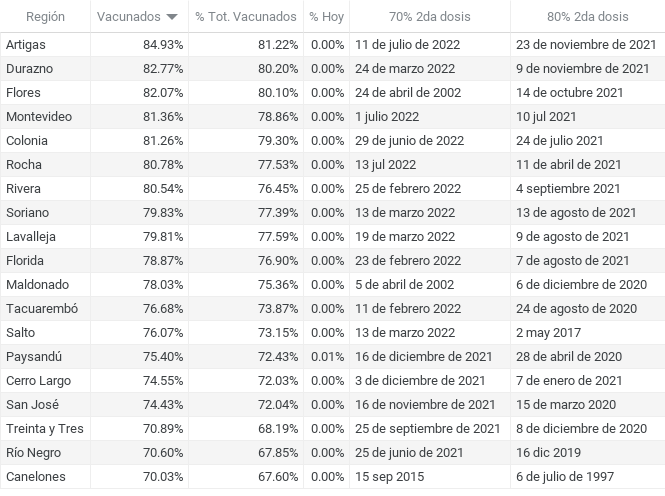 Región Vacunados % Tot. Vacunados % Hoy 70% 2da dosis 80% 2da dosis
Artigas 84.93% 81.22% 0.00% 11 de julio de 2022 23 de noviembre de 2021
Durazno 82.77% 80.20% 0.00% 24 de marzo 2022 9 de noviembre de 2021
Flores 82.07% 80.10% 0.00% 24 de abril de 2002 14 de octubre 2021
Montevideo 81.36% 78.86% 0.00% 1 julio 2022 10 jul 2021
Colonia 81.26% 79.30% 0.00% 29 de junio de 2022 24 de julio 2021
Rocha 80.78% 77.53% 0.00% 13 jul 2022 11 de abril de 2021
Rivera 80.54% 76.45% 0.00% 25 de febrero 2022 4 septiembre 2021
Soriano 79.83% 77.39% 0.00% 13 de marzo 2022 13 de agosto de 2021
Lavalleja 79.81% 77.59% 0.00% 19 de marzo 2022 9 de agosto de 2021
Florida 78.87% 76.90% 0.00% 23 de febrero 2022 7 de agosto de 2021
Maldonado 78.03% 75.36% 0.00% 5 de abril de 2002 6 de diciembre de 2020
Tacuarembó 76.68% 73.87% 0.00% 11 de febrero 2022 24 de agosto de 2020
Salto 76.07% 73.15% 0.00% 13 de marzo 2022 2 may 2017
Paysandú 75.40% 72.43% 0.01% 16 de diciembre de 2021 28 de abril de 2020
Cerro Largo 74.55% 72.03% 0.00% 3 de diciembre de 2021 7 de enero de 2021
San José 74.43% 72.04% 0.00% 16 de noviembre de 2021 15 de marzo 2020
Treinta y Tres 70.89% 68.19% 0.00% 25 de septiembre de 2021 8 de diciembre de 2020
Río Negro 70.60% 67.85% 0.00% 25 de junio de 2021 16 dic 2019
Canelones 70.03% 67.60% 0.00% 15 sep 2015 6 de julio de 1997